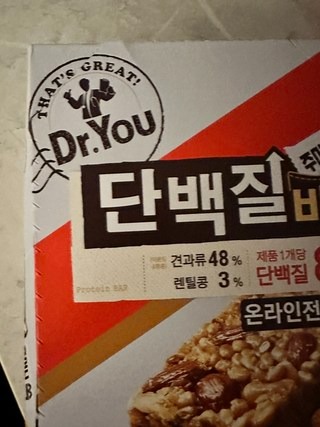 THAT'S GREAT!
Dr.You
단백질
견과류 48 %
렌틸콩 3 %
제품 1개당
단백질
Protein BAR
온라인전